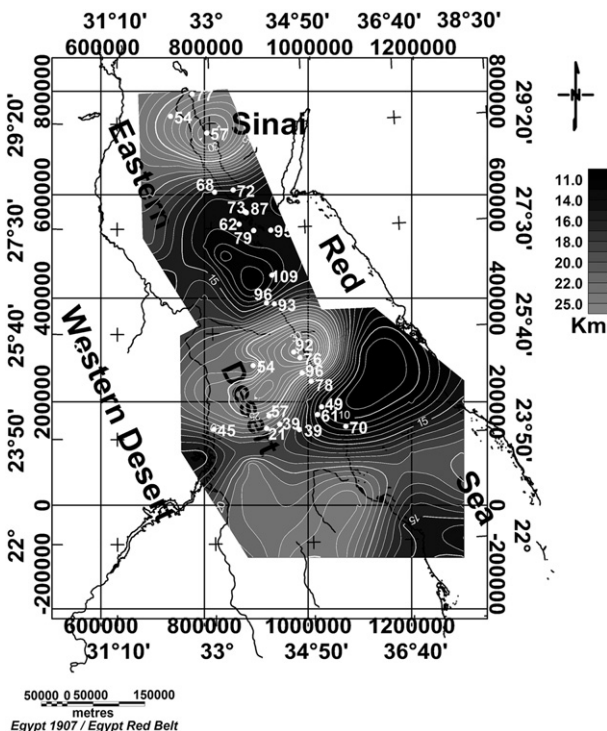 31°10' 33° 34°50' 36°40' 38°30'
600000 800000 1000000 1200000
800000 600000 400000 200000 0 -200000
29°20' 27°30' 25°40' 23°50' 22°
Eastern
Desert
Sinai
Red
Sea
Western Desert
77
54
57
68 72
73 87
62
79 95
109
96 93
92
76
54 96
78
49
57 61
45 21 39 39 70
15
15
10
15
800000 600000 400000 200000 0 -200000
29°20' 27°30' 25°40' 23°50' 22°
600000 800000 1000000 1200000
31°10' 33° 34°50' 36°40'
N
11.0
14.0
16.0
18.0
22.0
25.0
Km
50000 0 50000 150000
metres
Egypt 1907 / Egypt Red Belt